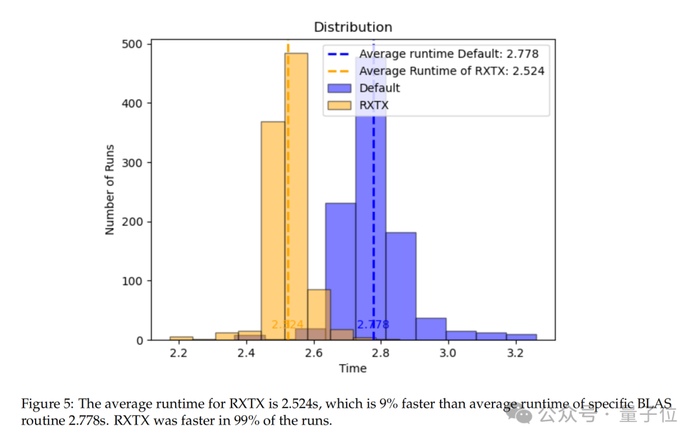 Distribution
Average runtime Default: 2.778
Average Runtime of RXTX: 2.524
Default
RXTX
Number of Runs
500
400
300
200
100
0
2.524
2.778
2.2
2.4
2.6
2.8
3.0
3.2
Time
Figure 5: The average runtime for RXTX is 2.524s, which is 9% faster than average runtime of specific BLAS
routine 2.778s. RXTX was faster in 99% of the runs.
公众号 · 量子位